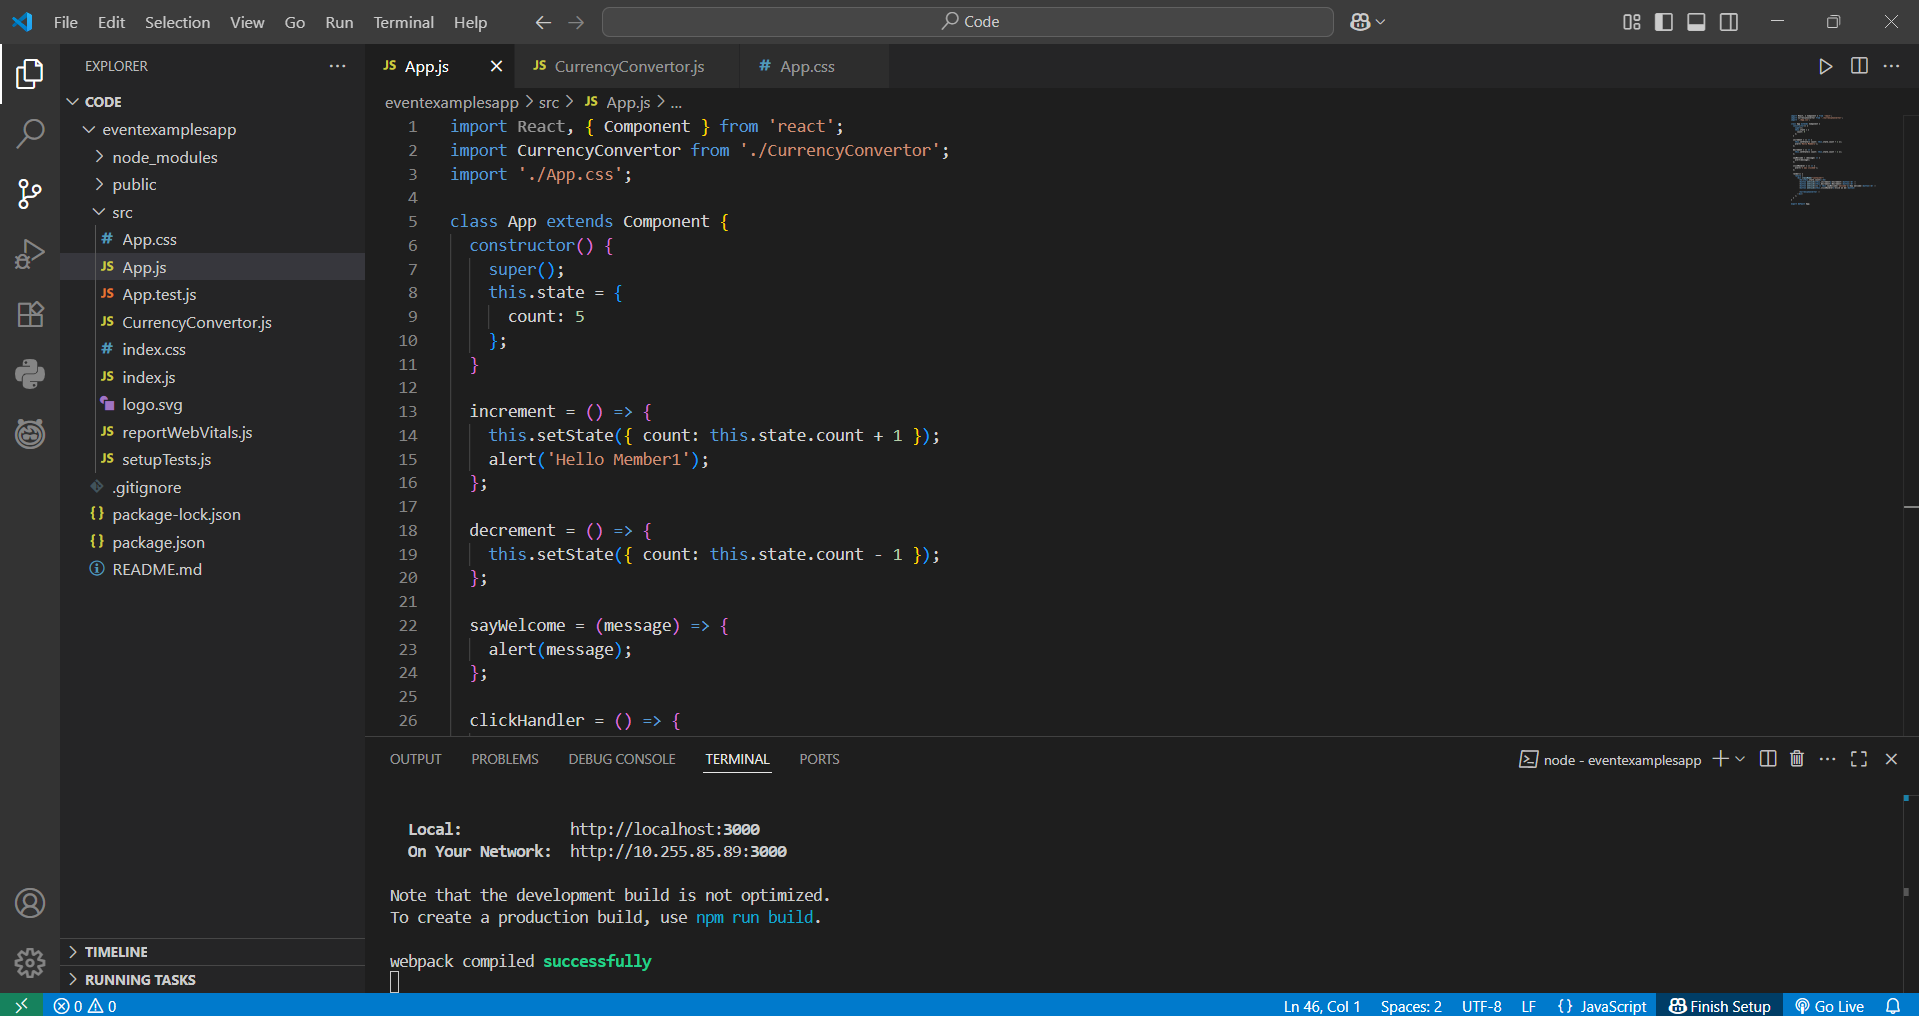 File Edit Selection View Go Run Terminal Help
Code
EXPLORER
CODE
eventexamplesapp
node_modules
public
src
# App.css
JS App.js
JS App.test.js
JS CurrencyConvertor.js
# index.css
JS index.js
logo.svg
JS reportWebVitals.js
JS setupTests.js
.gitignore
{} package-lock.json
{} package.json
README.md
TIMELINE
RUNNING TASKS
JS App.js
JS CurrencyConvertor.js
# App.css
eventexamplesapp > src > JS App.js > ...
1 import React, { Component } from 'react';
2 import CurrencyConvertor from './CurrencyConvertor';
3 import './App.css';
4
5 class App extends Component {
6 constructor() {
7 super();
8 this.state = {
9 count: 5
10 };
11 }
12
13 increment = () => {
14 this.setState({ count: this.state.count + 1 });
15 alert('Hello Member1');
16 };
17
18 decrement = () => {
19 this.setState({ count: this.state.count - 1 });
20 };
21
22 sayWelcome = (message) => {
23 alert(message);
24 };
25
26 clickHandler = () => {
OUTPUT PROBLEMS DEBUG CONSOLE TERMINAL PORTS
node - eventexamplesapp
Local: http://localhost:3000
On Your Network: http://10.255.85.89:3000
Note that the development build is not optimized.
To create a production build, use npm run build.
webpack compiled successfully
0 0
Ln 46, Col 1 Spaces: 2 UTF-8 LF {} JavaScript Finish Setup Go Live